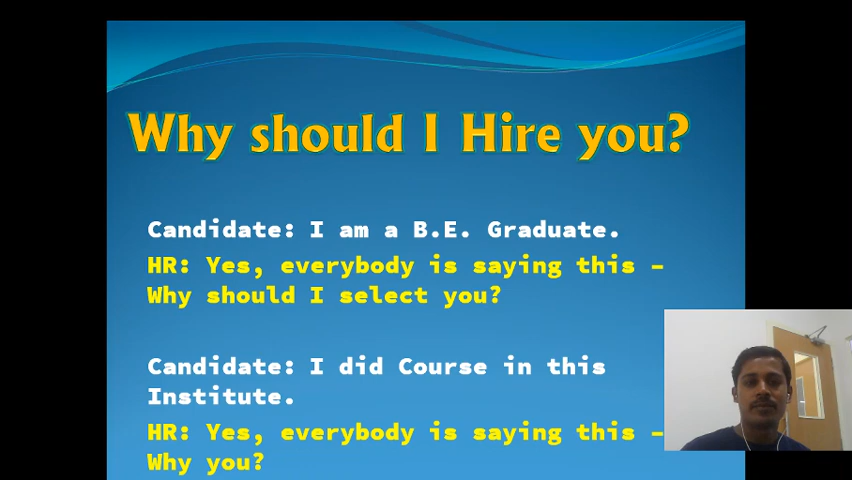 Why should I Hire you?
Candidate: I am a B.E. Graduate.
HR: Yes, everybody is saying this –
Why should I select you?
Candidate: I did Course in this
Institute.
HR: Yes, everybody is saying this –
Why you?